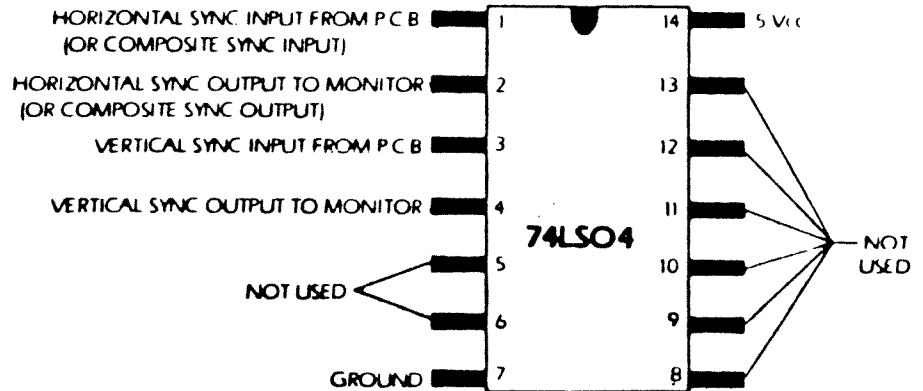 HORIZONTAL SYNC INPUT FROM P C B
(OR COMPOSITE SYNC INPUT)
HORIZONTAL SYNC OUTPUT TO MONITOR
(OR COMPOSITE SYNC OUTPUT)
VERTICAL SYNC INPUT FROM P C B
VERTICAL SYNC OUTPUT TO MONITOR
NOT USED
GROUND
1
2
3
4
5
6
7
74LS04
14
13
12
11
10
9
8
5 Vcc
NOT
USED